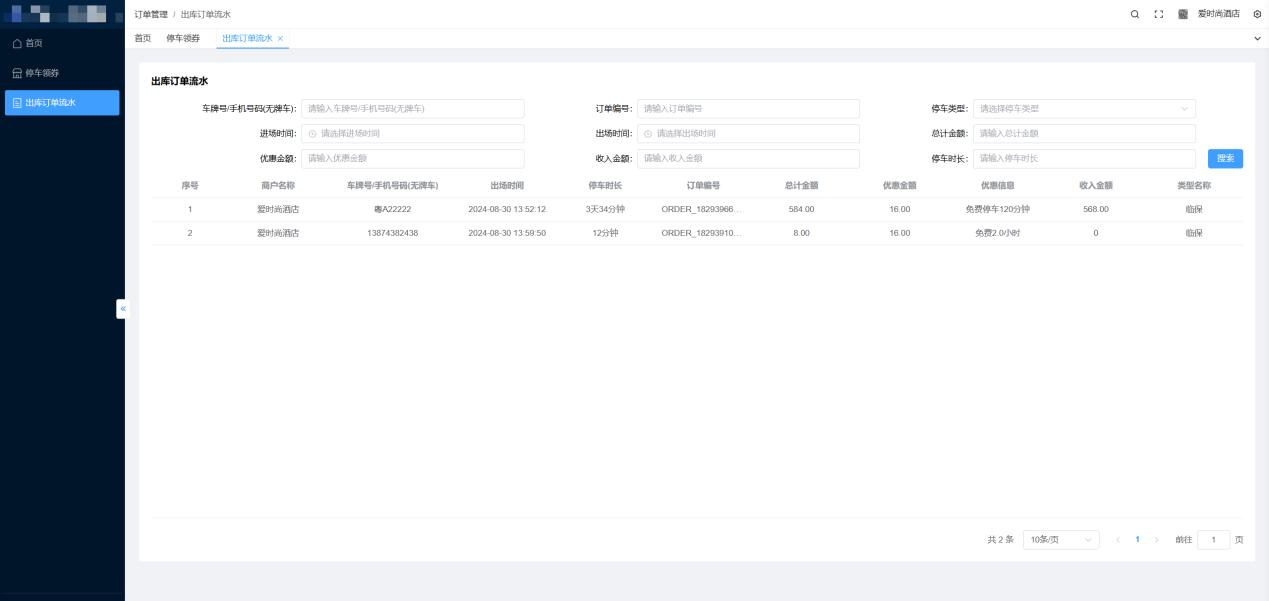 订单管理 / 出库订单流水
爱时尚酒店
首页 停车领券 出库订单流水 ×
首页
停车领券
出库订单流水
出库订单流水
车牌号/手机号码(无牌车): 请输入车牌号/手机号码(无牌车) 订单编号: 请输入订单编号 停车类型: 请选择停车类型
进场时间: 请选择进场时间 出场时间: 请选择出场时间 总计金额: 请输入总计金额
优惠金额: 请输入优惠金额 收入金额: 请输入收入金额 停车时长: 请输入停车时长 搜索
序号 商户名称 车牌号/手机号码(无牌车) 出场时间 停车时长 订单编号 总计金额 优惠金额 优惠信息 收入金额 类型名称
1 爱时尚酒店 粤A22222 2024-08-30 13:52:12 3天34分钟 ORDER_18293966... 584.00 16.00 免费停车120分钟 568.00 临保
2 爱时尚酒店 13874382438 2024-08-30 13:59:50 12分钟 ORDER_18293910... 8.00 16.00 免费2.0小时 0 临保
«
共 2 条 10条/页 ‹ 1 › 前往 1 页